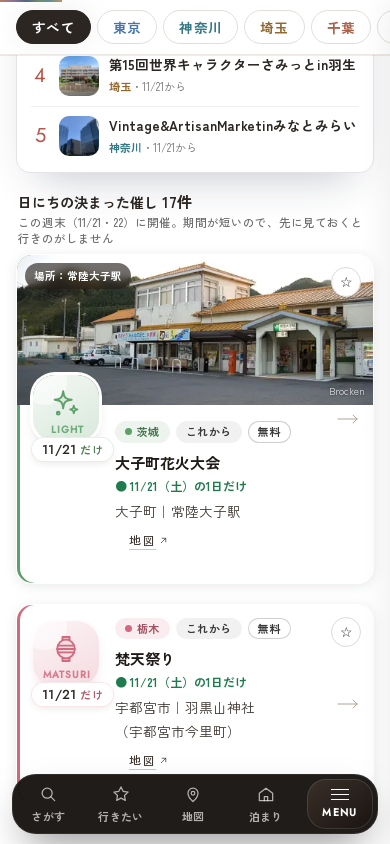 すべて
東京
神奈川
埼玉
千葉
4
第15回世界キャラクターさみっとin羽生
埼玉・11/21から
5
Vintage&ArtisanMarketinみなとみらい
神奈川・11/21から
日にちの決まった催し 17件
この週末（11/21・22）に開催。期間が短いので、先に見ておくと
行きのがしません
場所：常陸大子駅
☆
Brocken
LIGHT
11/21 だけ
茨城
これから
無料
→
大子町花火大会
●11/21（土）の1日だけ
大子町｜常陸大子駅
地図 ↗
MATSURI
11/21 だけ
栃木
これから
無料
☆
梵天祭り
●11/21（土）の1日だけ
宇都宮市｜羽黒山神社
（宇都宮市今里町）
→
地図 ↗
さがす
行きたい
地図
泊まり
MENU